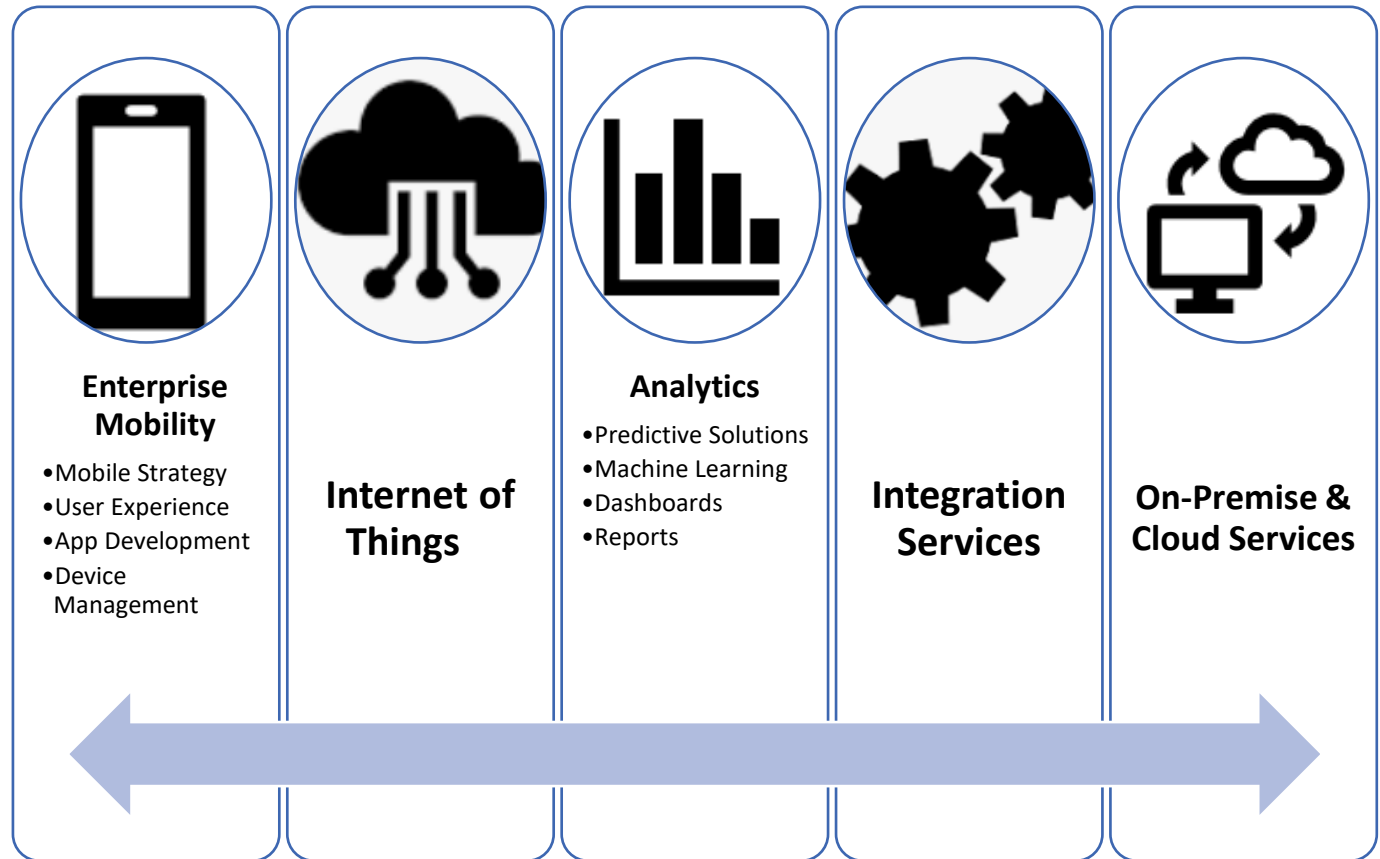 Enterprise
Mobility
•Mobile Strategy
•User Experience
•App Development
•Device
Management
Internet of
Things
Analytics
•Predictive Solutions
•Machine Learning
•Dashboards
•Reports
Integration
Services
On-Premise &
Cloud Services